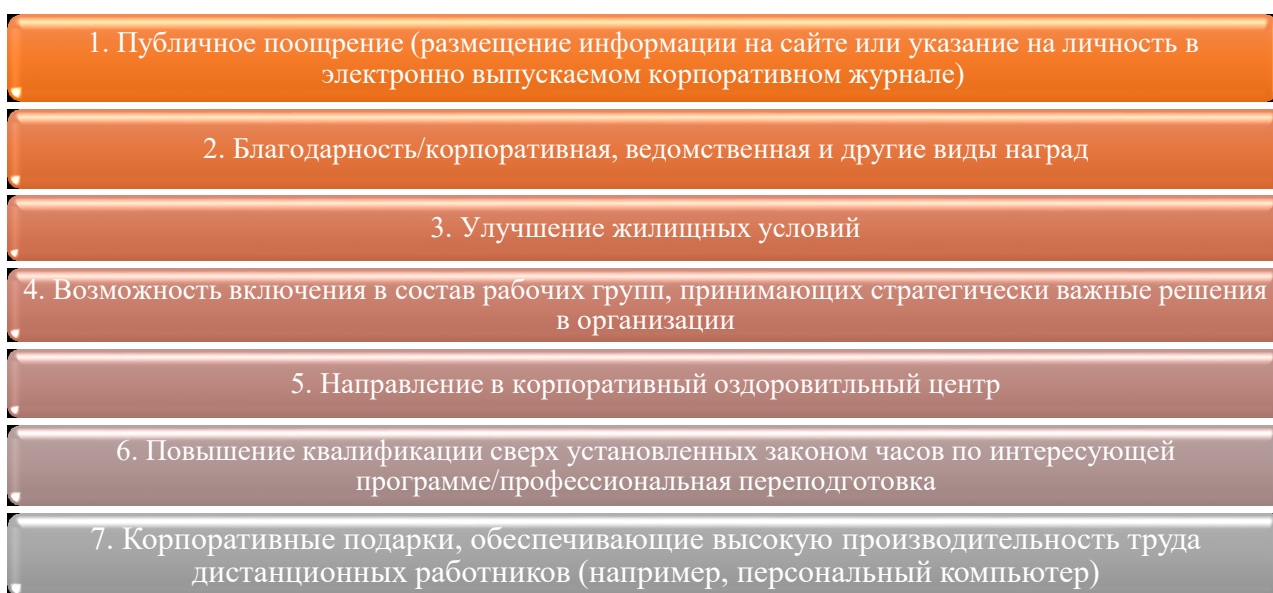 1. Публичное поощрение (размещение информации на сайте или указание на личность в
электронно выпускаемом корпоративном журнале)
2. Благодарность/корпоративная, ведомственная и другие виды наград
3. Улучшение жилищных условий
4. Возможность включения в состав рабочих групп, принимающих стратегически важные решения
в организации
5. Направление в корпоративный оздоровитльный центр
6. Повышение квалификации сверх установленных законом часов по интересующей
программе/профессиональная переподготовка
7. Корпоративные подарки, обеспечивающие высокую производительность труда
дистанционных работников (например, персональный компьютер)